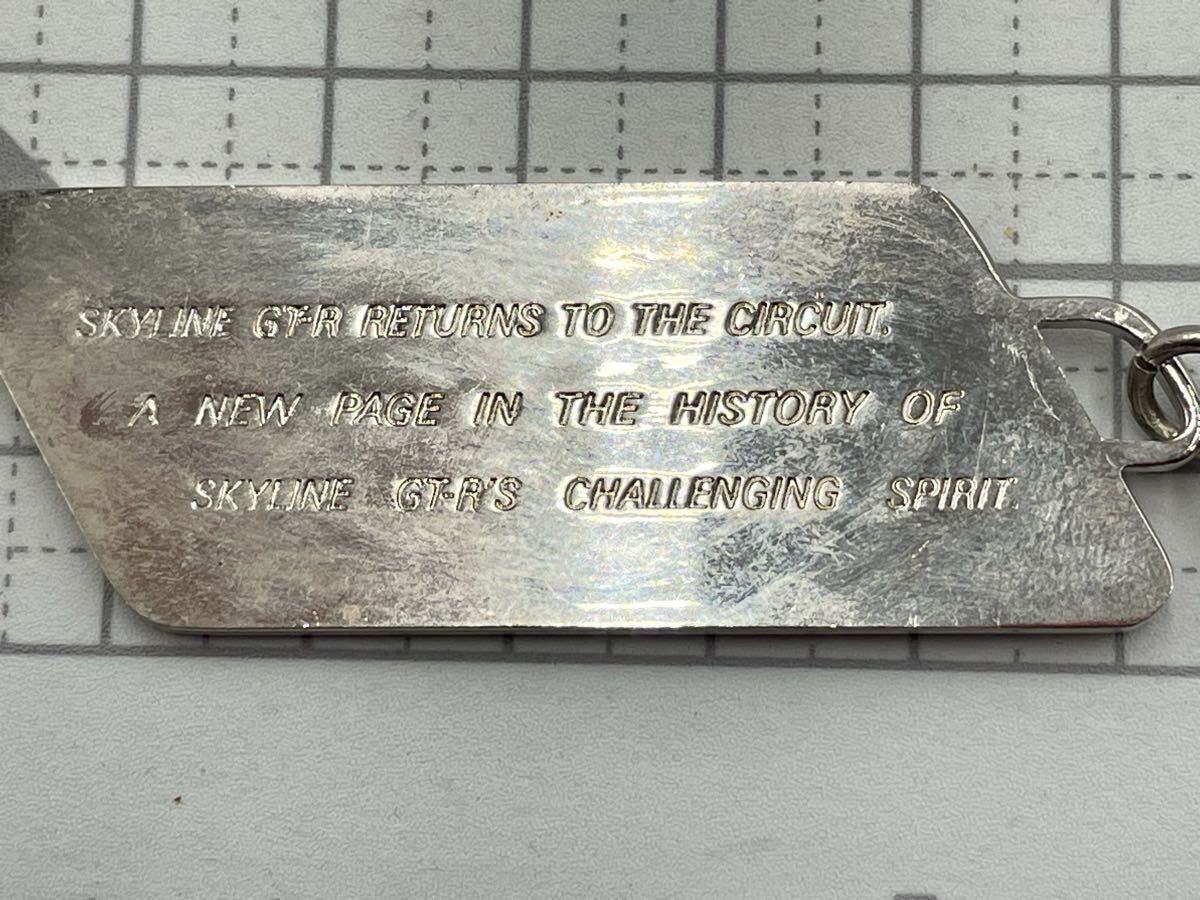 SKYLINE GT-R RETURNS TO THE CIRCUIT.
A NEW PAGE IN THE HISTORY OF
SKYLINE GT-R'S CHALLENGING SPIRIT.